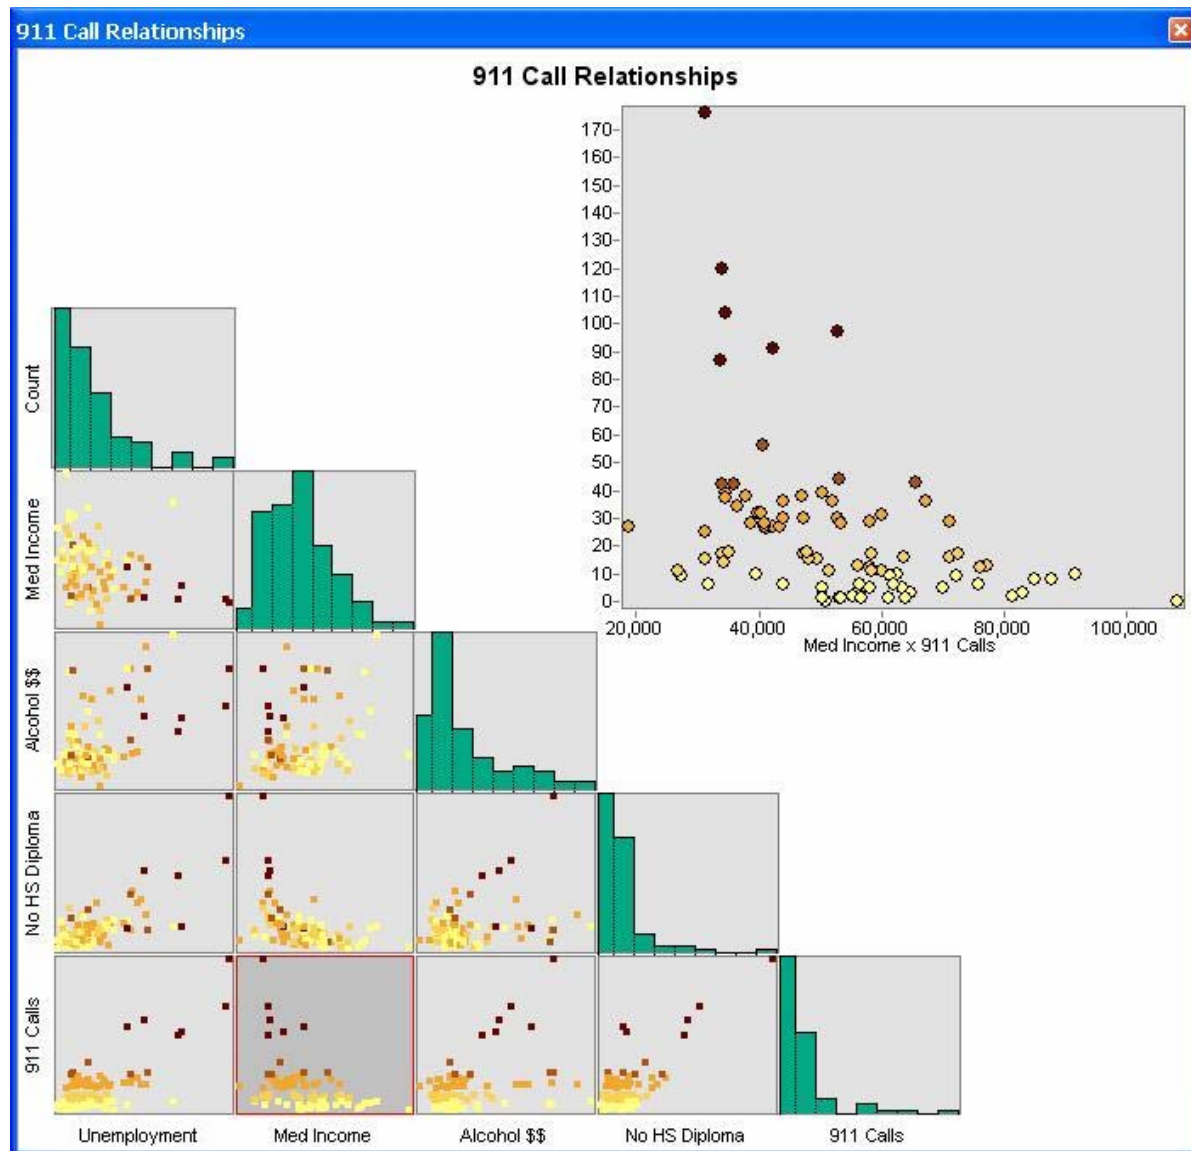 911 Call Relationships
911 Call Relationships
170
160
150
140
130
120
110
100
90
80
70
60
50
40
30
20
10
0
20,000 40,000 60,000 80,000 100,000
Med Income x 911 Calls
Count
Med Income
Alcohol $$
No HS Diploma
911 Calls
Unemployment Med Income Alcohol $$ No HS Diploma 911 Calls